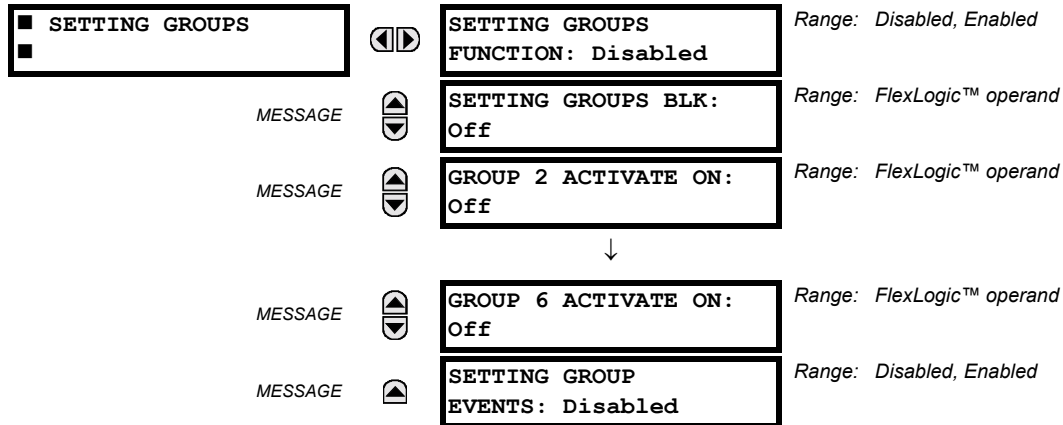 ■ SETTING GROUPS
■
SETTING GROUPS
FUNCTION: Disabled
Range: Disabled, Enabled
MESSAGE
SETTING GROUPS BLK:
Off
Range: FlexLogic™ operand
MESSAGE
GROUP 2 ACTIVATE ON:
Off
Range: FlexLogic™ operand
↓
MESSAGE
GROUP 6 ACTIVATE ON:
Off
Range: FlexLogic™ operand
MESSAGE
SETTING GROUP
EVENTS: Disabled
Range: Disabled, Enabled